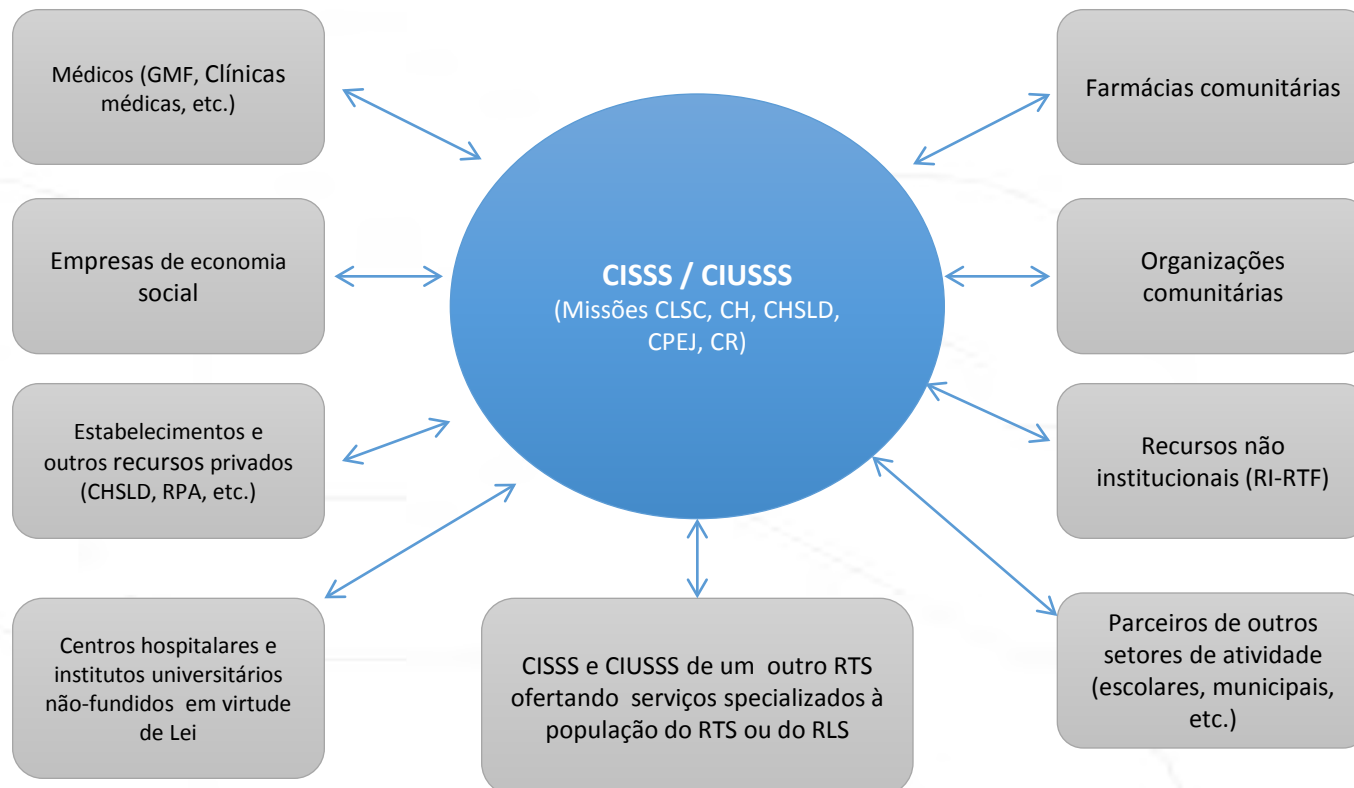 Médicos (GMF, Clínicas
médicas, etc.)
Farmácias comunitárias
Empresas de economia
social
CISSS / CIUSSS
(Missões CLSC, CH, CHSLD,
CPEJ, CR)
Organizações
comunitárias
Estabelecimentos e
outros recursos privados
(CHSLD, RPA, etc.)
Recursos não
institucionais (RI-RTF)
Centros hospitalares e
institutos universitários
não-fundidos em virtude
de Lei
CISSS e CIUSSS de um outro RTS
ofertando serviços specializados à
população do RTS ou do RLS
Parceiros de outros
setores de atividade
(escolares, municipais,
etc.)